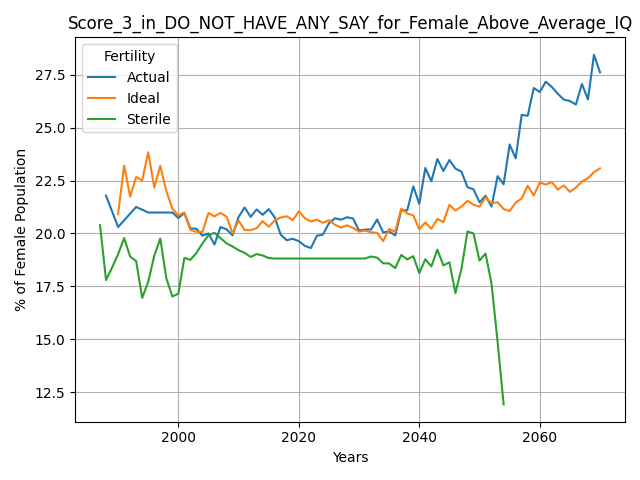 Score_3_in_DO_NOT_HAVE_ANY_SAY_for_Female_Above_Average_IQ
Fertility
Actual
Ideal
Sterile
% of Female Population
27.5
25.0
22.5
20.0
17.5
15.0
12.5
2000
2020
2040
2060
Years